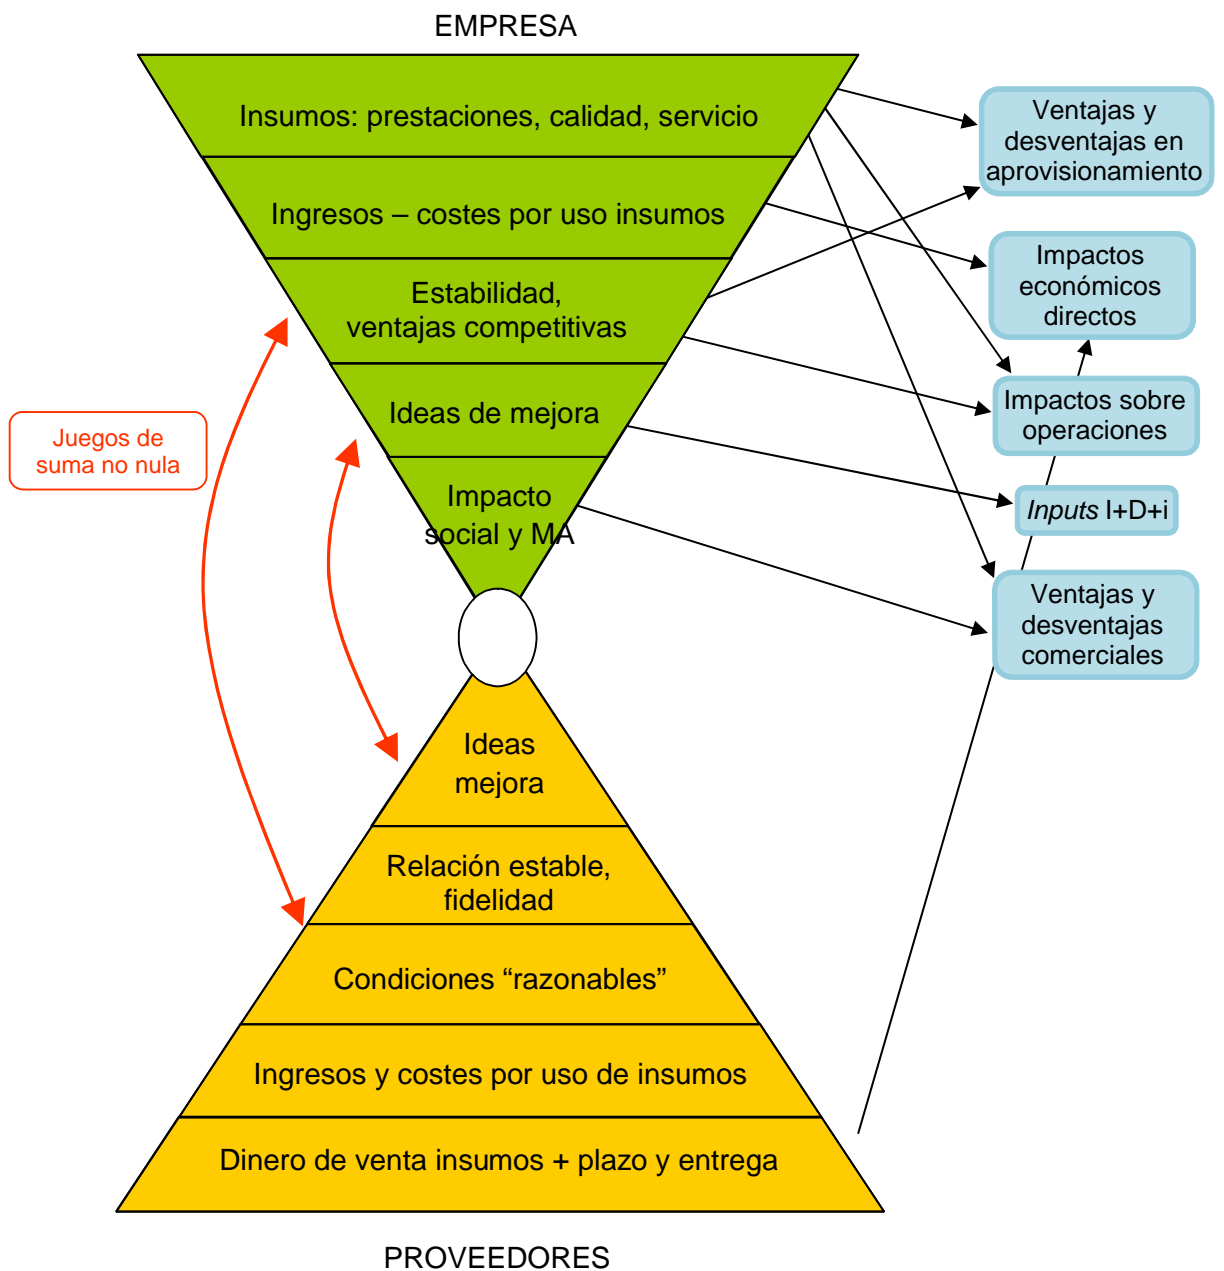 EMPRESA
Insumos: prestaciones, calidad, servicio
Ingresos – costes por uso insumos
Estabilidad,
ventajas competitivas
Ideas de mejora
Impacto
social y MA
Juegos de
suma no nula
Ventajas y
desventajas en
aprovisionamiento
Impactos
económicos
directos
Impactos sobre
operaciones
Inputs I+D+i
Ventajas y
desventajas
comerciales
Ideas
mejora
Relación estable,
fidelidad
Condiciones “razonables”
Ingresos y costes por uso de insumos
Dinero de venta insumos + plazo y entrega
PROVEEDORES